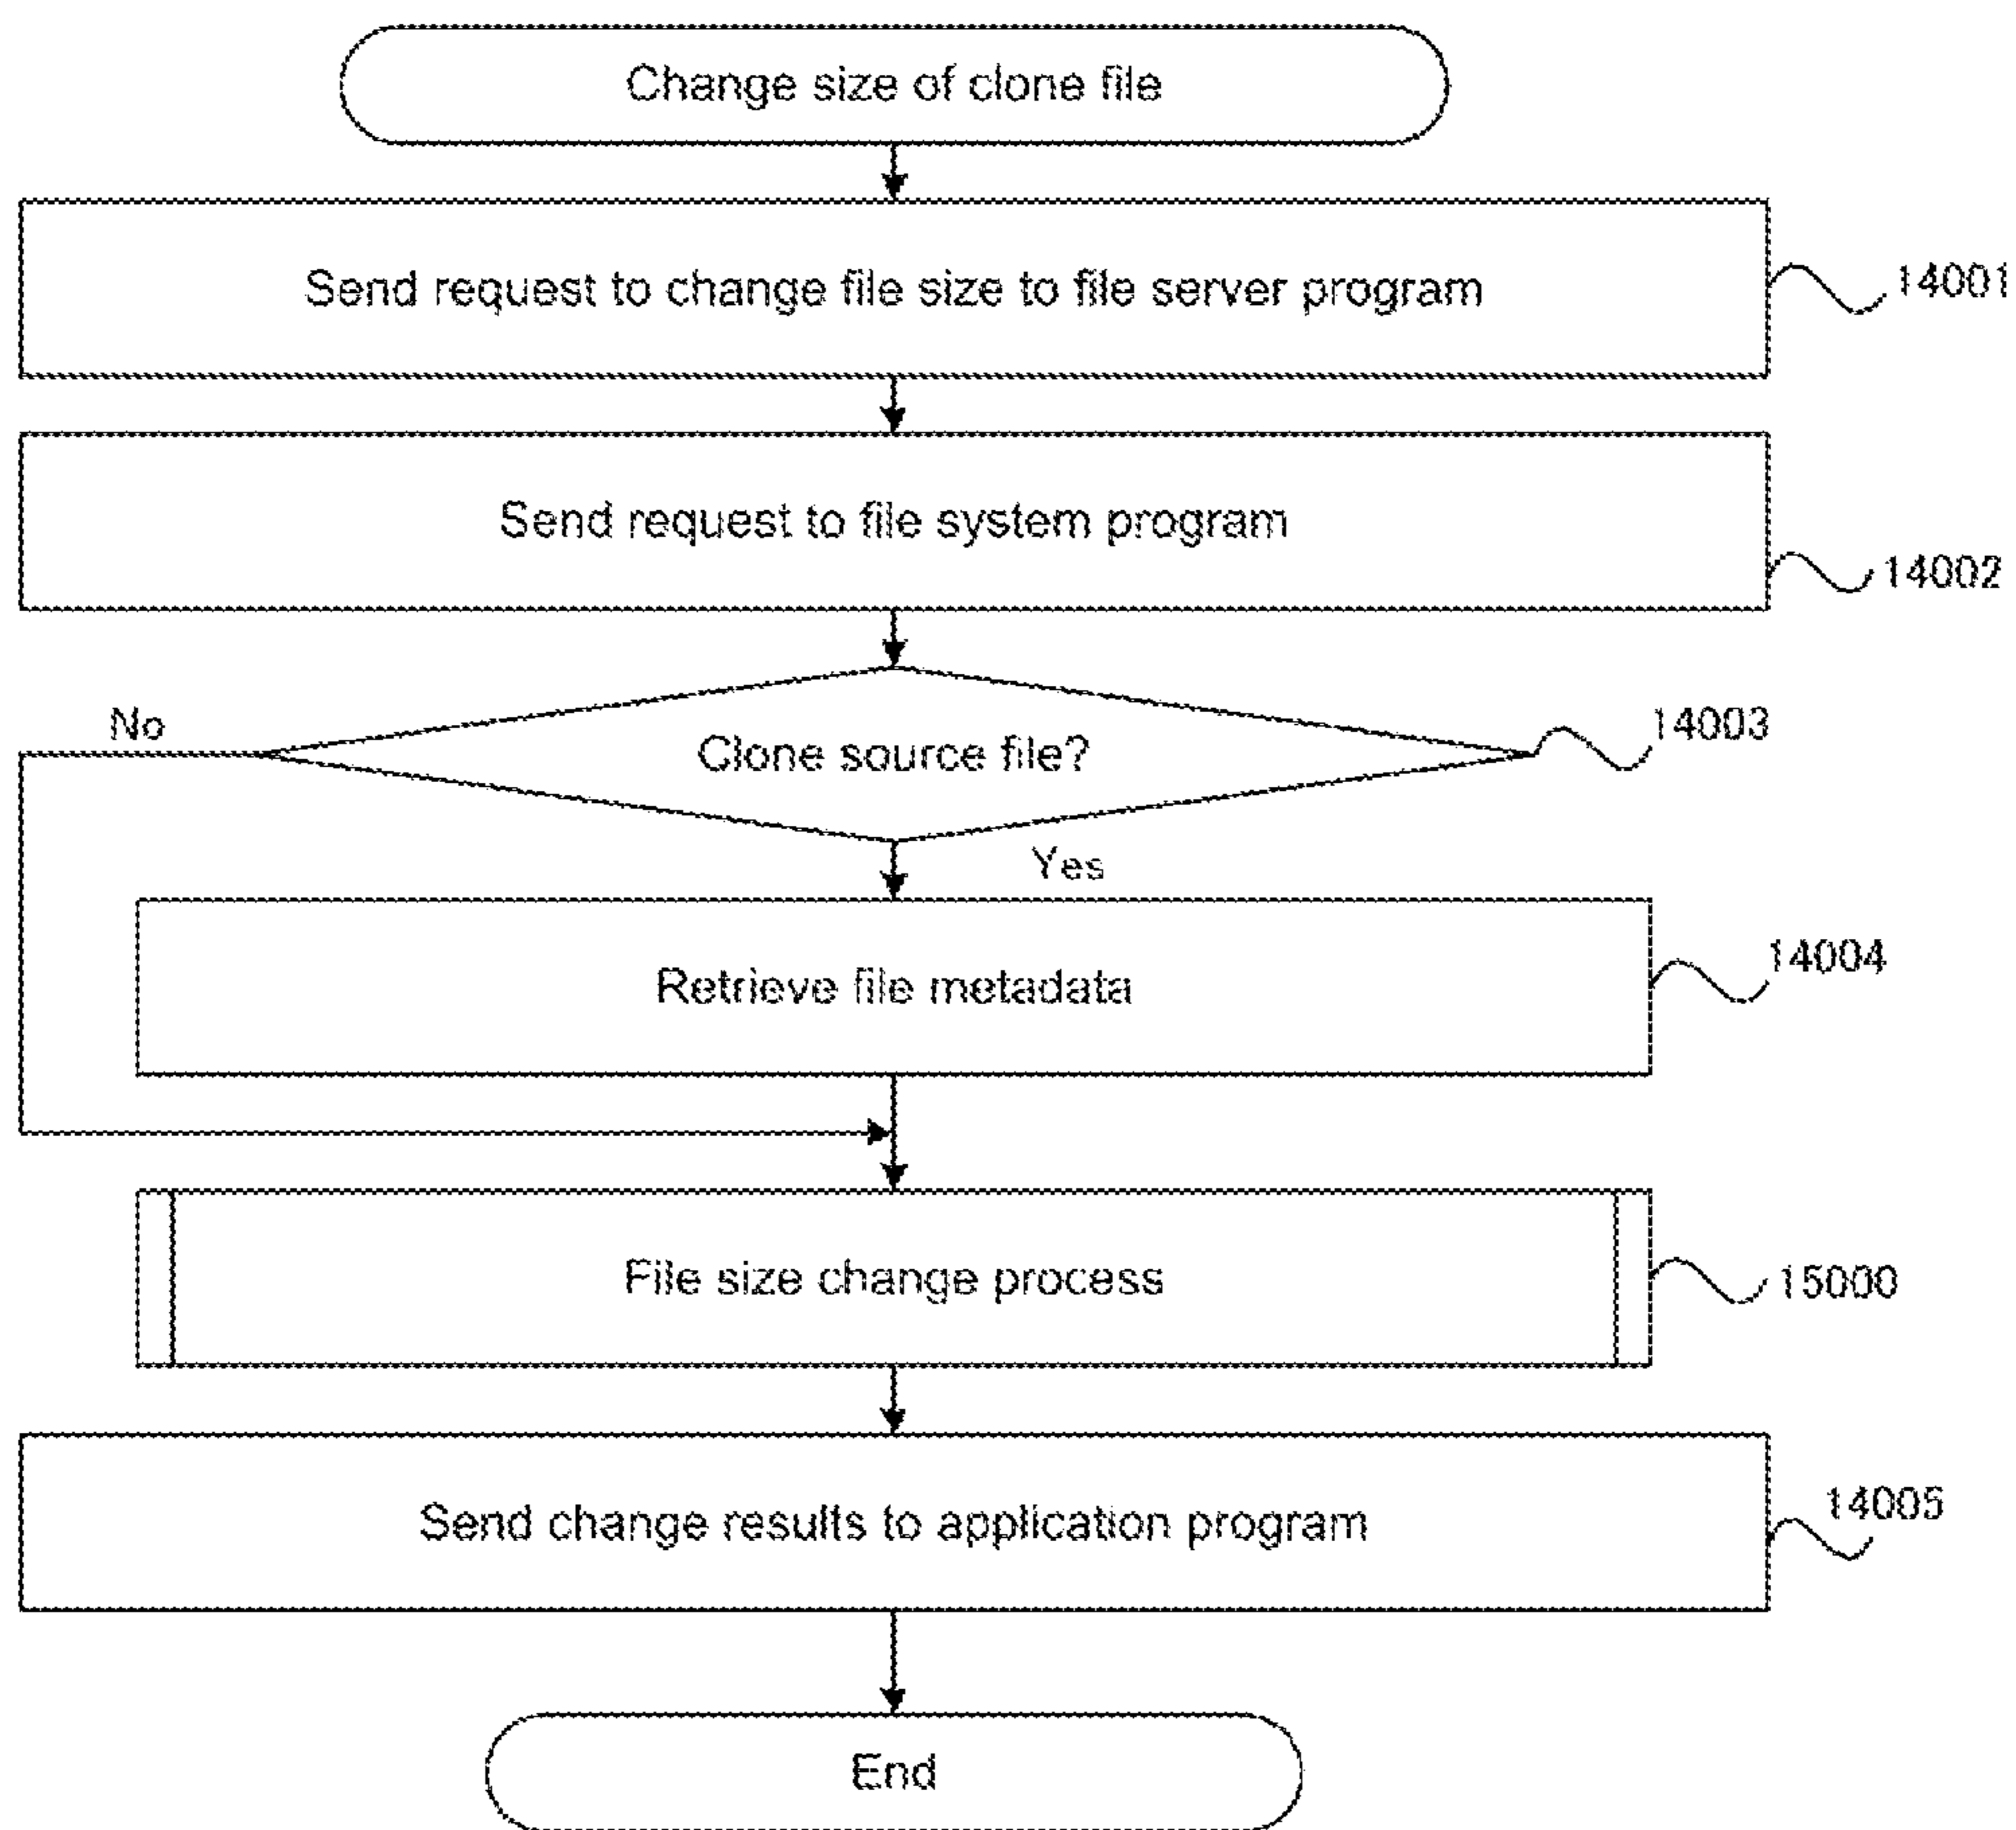 Change size of clone file
Send request to change file size to file server program
14001
Send request to file system program
14002
No
Clone source file?
14003
Yes
Retrieve file metadata
14004
File size change process
15000
Send change results to application program
14005
End